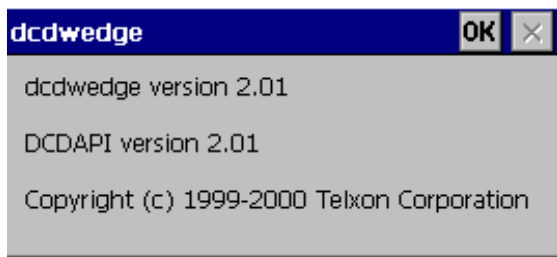 dcdwedge OK ×
dcdwedge version 2.01
DCDAPI version 2.01
Copyright (c) 1999-2000 Telxon Corporation